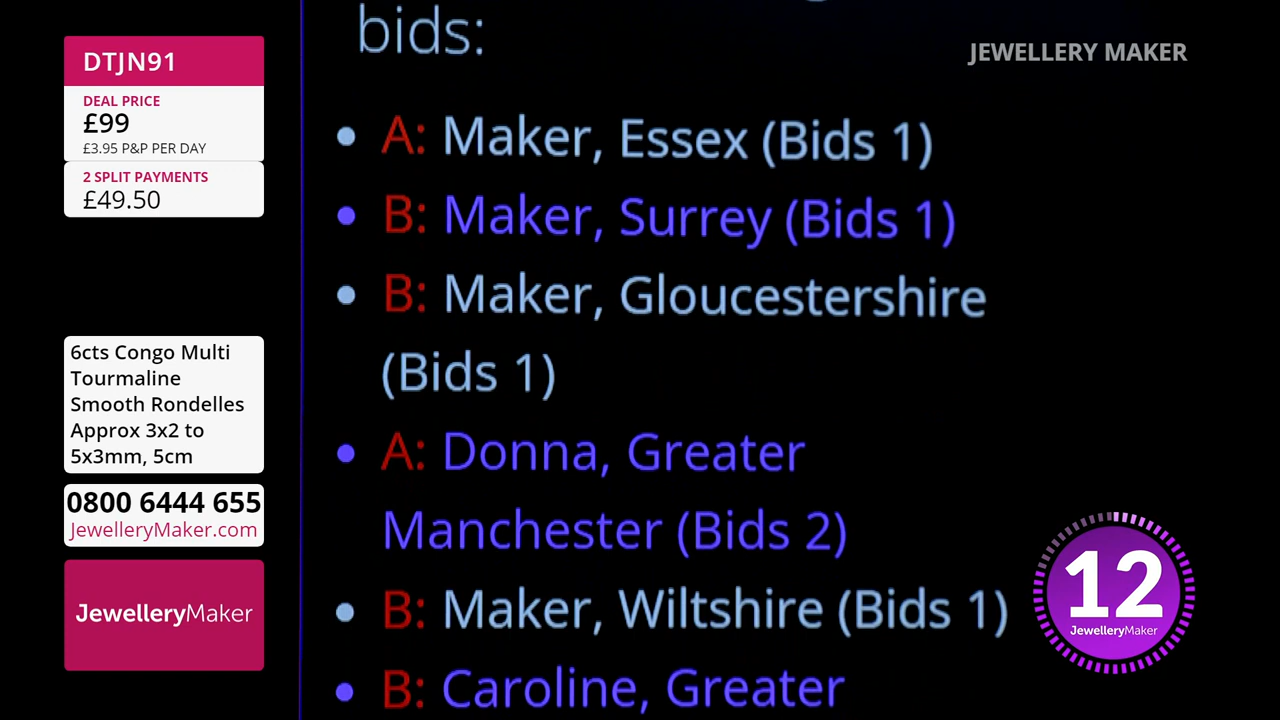 DTJN91
DEAL PRICE
£99
£3.95 P&P PER DAY
2 SPLIT PAYMENTS
£49.50
6cts Congo Multi
Tourmaline
Smooth Rondelles
Approx 3x2 to
5x3mm, 5cm
0800 6444 655
JewelleryMaker.com
JewelleryMaker
bids:
JEWELLERY MAKER
• A: Maker, Essex (Bids 1)
• B: Maker, Surrey (Bids 1)
• B: Maker, Gloucestershire
(Bids 1)
• A: Donna, Greater
Manchester (Bids 2)
• B: Maker, Wiltshire (Bids 1)
• B: Caroline, Greater
12
JewelleryMaker